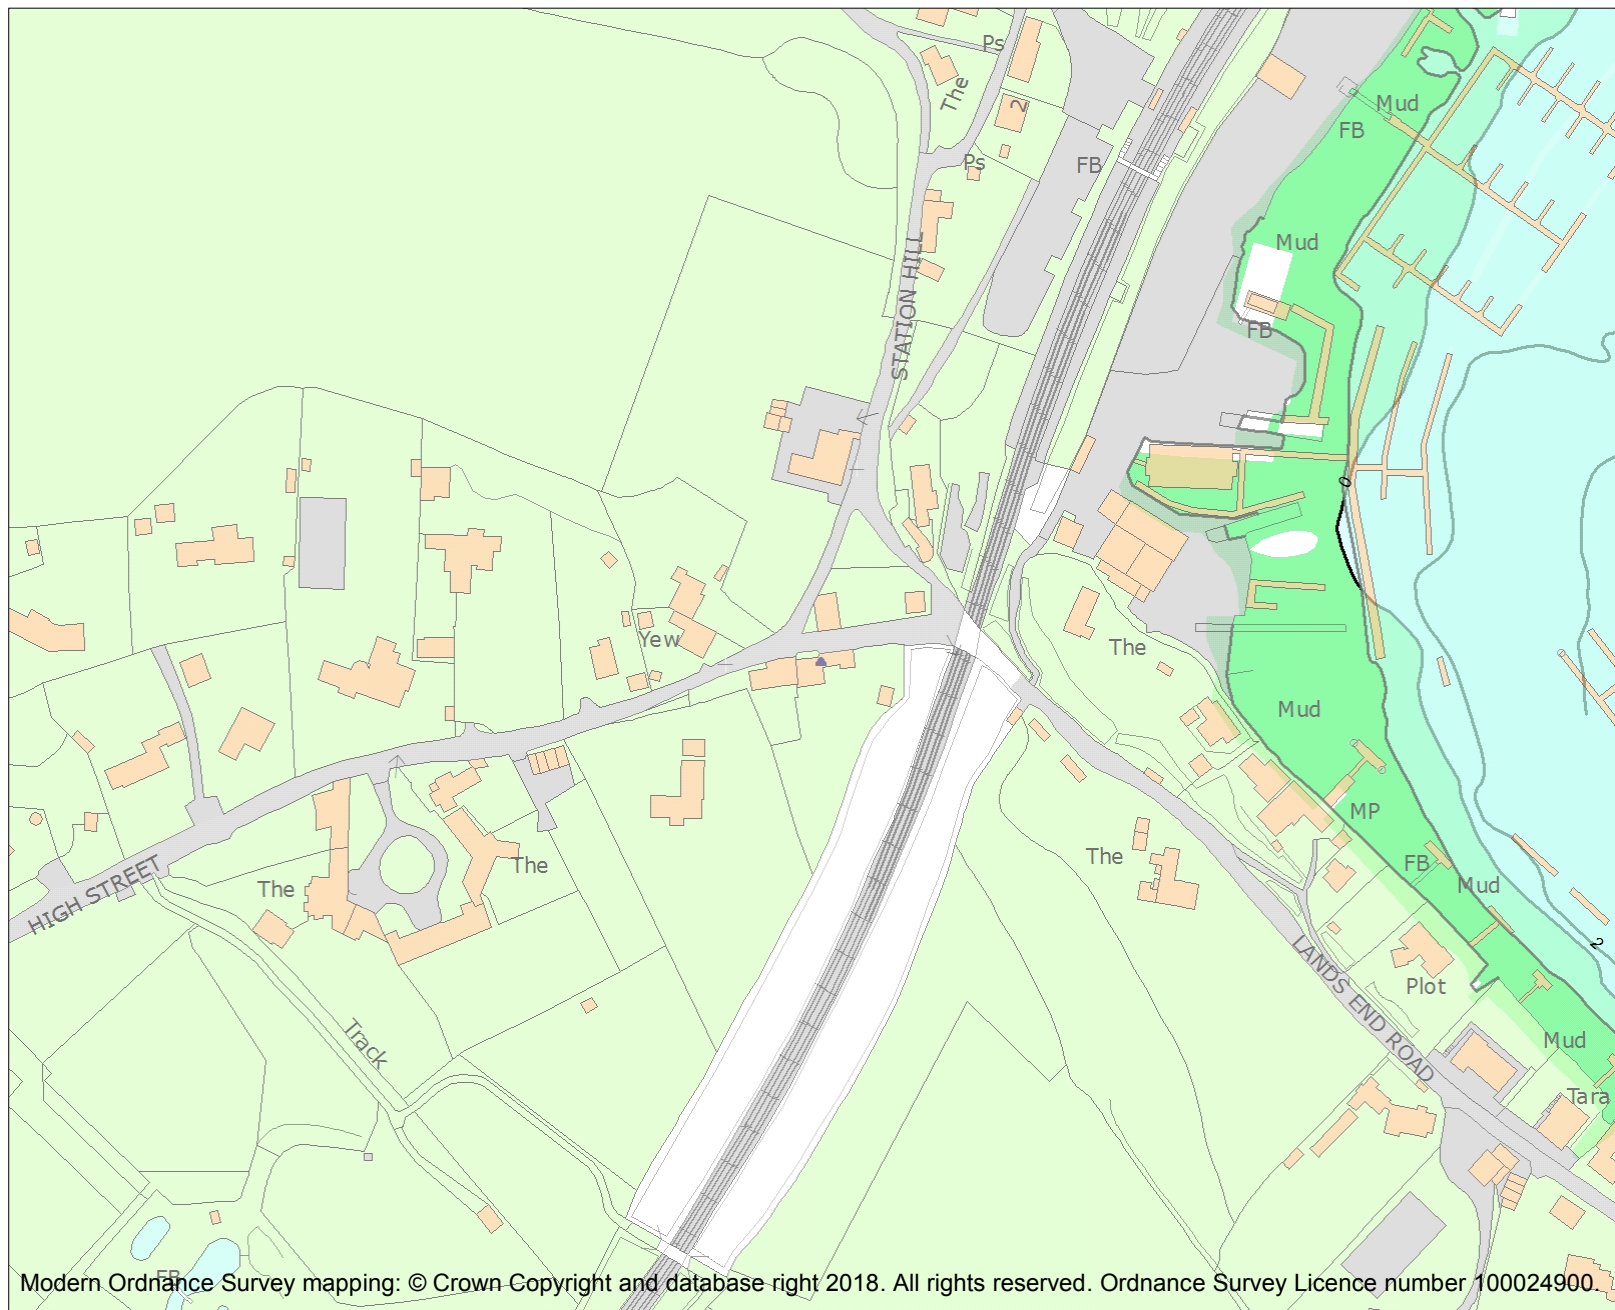 Ps
The
2
Mud
FB
Ps
FB
Mud
STATION HILL
FB
0
Yew
The
Mud
MP
The
The
FB
Mud
The
HIGH STREET
2
LANDS END ROAD
Plot
Track
Mud
Tara
FB
Modern Ordnance Survey mapping: © Crown Copyright and database right 2018. All rights reserved. Ordnance Survey Licence number 100024900.